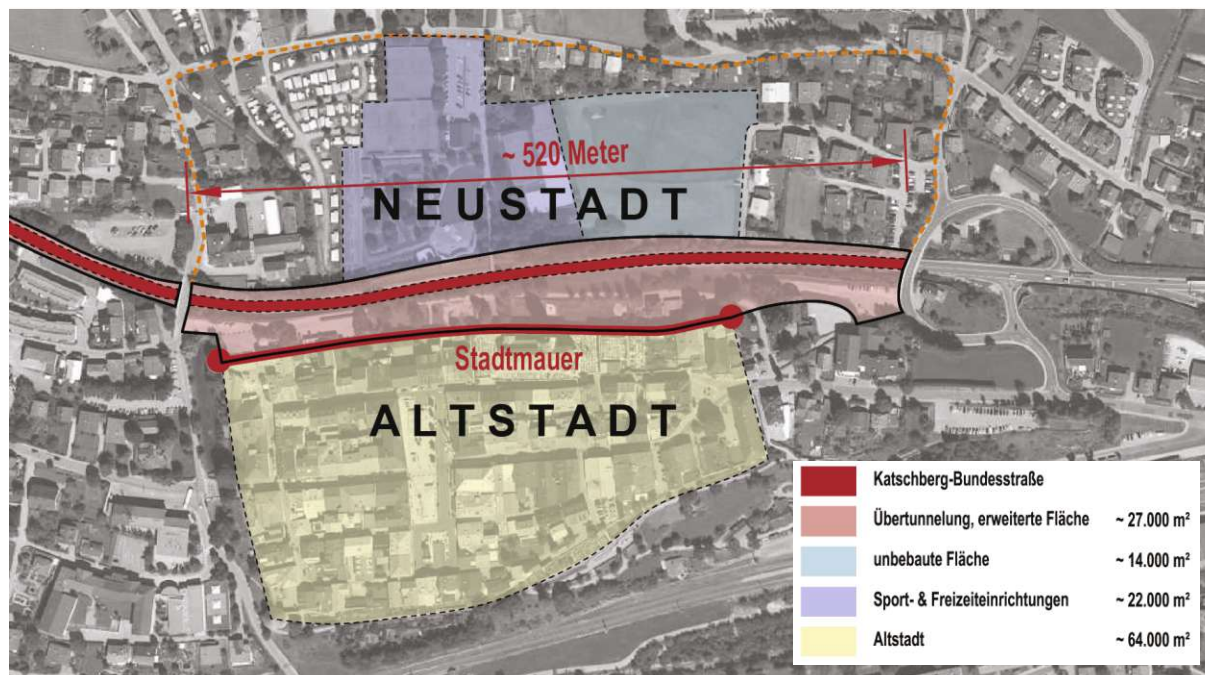 ~ 520 Meter
NEUSTADT
Stadtmauer
ALTSTADT
Katschberg-Bundesstraße
Übertunnelung, erweiterte Fläche ~ 27.000 m²
unbebaute Fläche ~ 14.000 m²
Sport- & Freizeiteinrichtungen ~ 22.000 m²
Altstadt ~ 64.000 m²